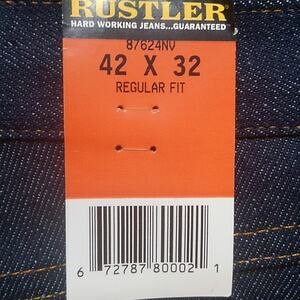 RUSTLER®
HARD WORKING JEANS...GUARANTEED
87624NV
42 X 32
REGULAR FIT
6 72787 80002 1